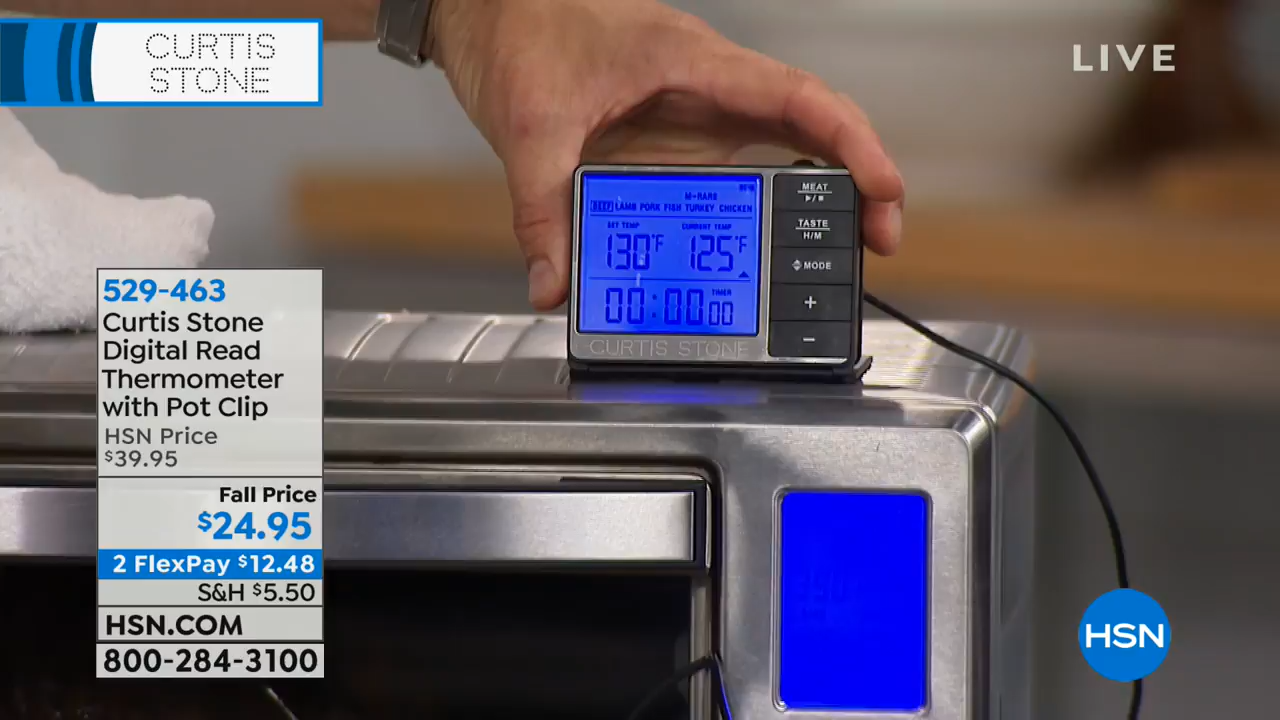 CURTIS
STONE
LIVE
529-463
Curtis Stone
Digital Read
Thermometer
with Pot Clip
HSN Price
$39.95
Fall Price
$24.95
2 FlexPay $12.48
S&H $5.50
HSN.COM
800-284-3100
M-RARE
BEEF LAMB PORK FISH TURKEY CHICKEN
SET TEMP CURRENT TEMP
130°F 125°F
TIMER
00:00 00
CURTIS STONE
MEAT
▶/■
TASTE
H/M
MODE
+
−
HSN